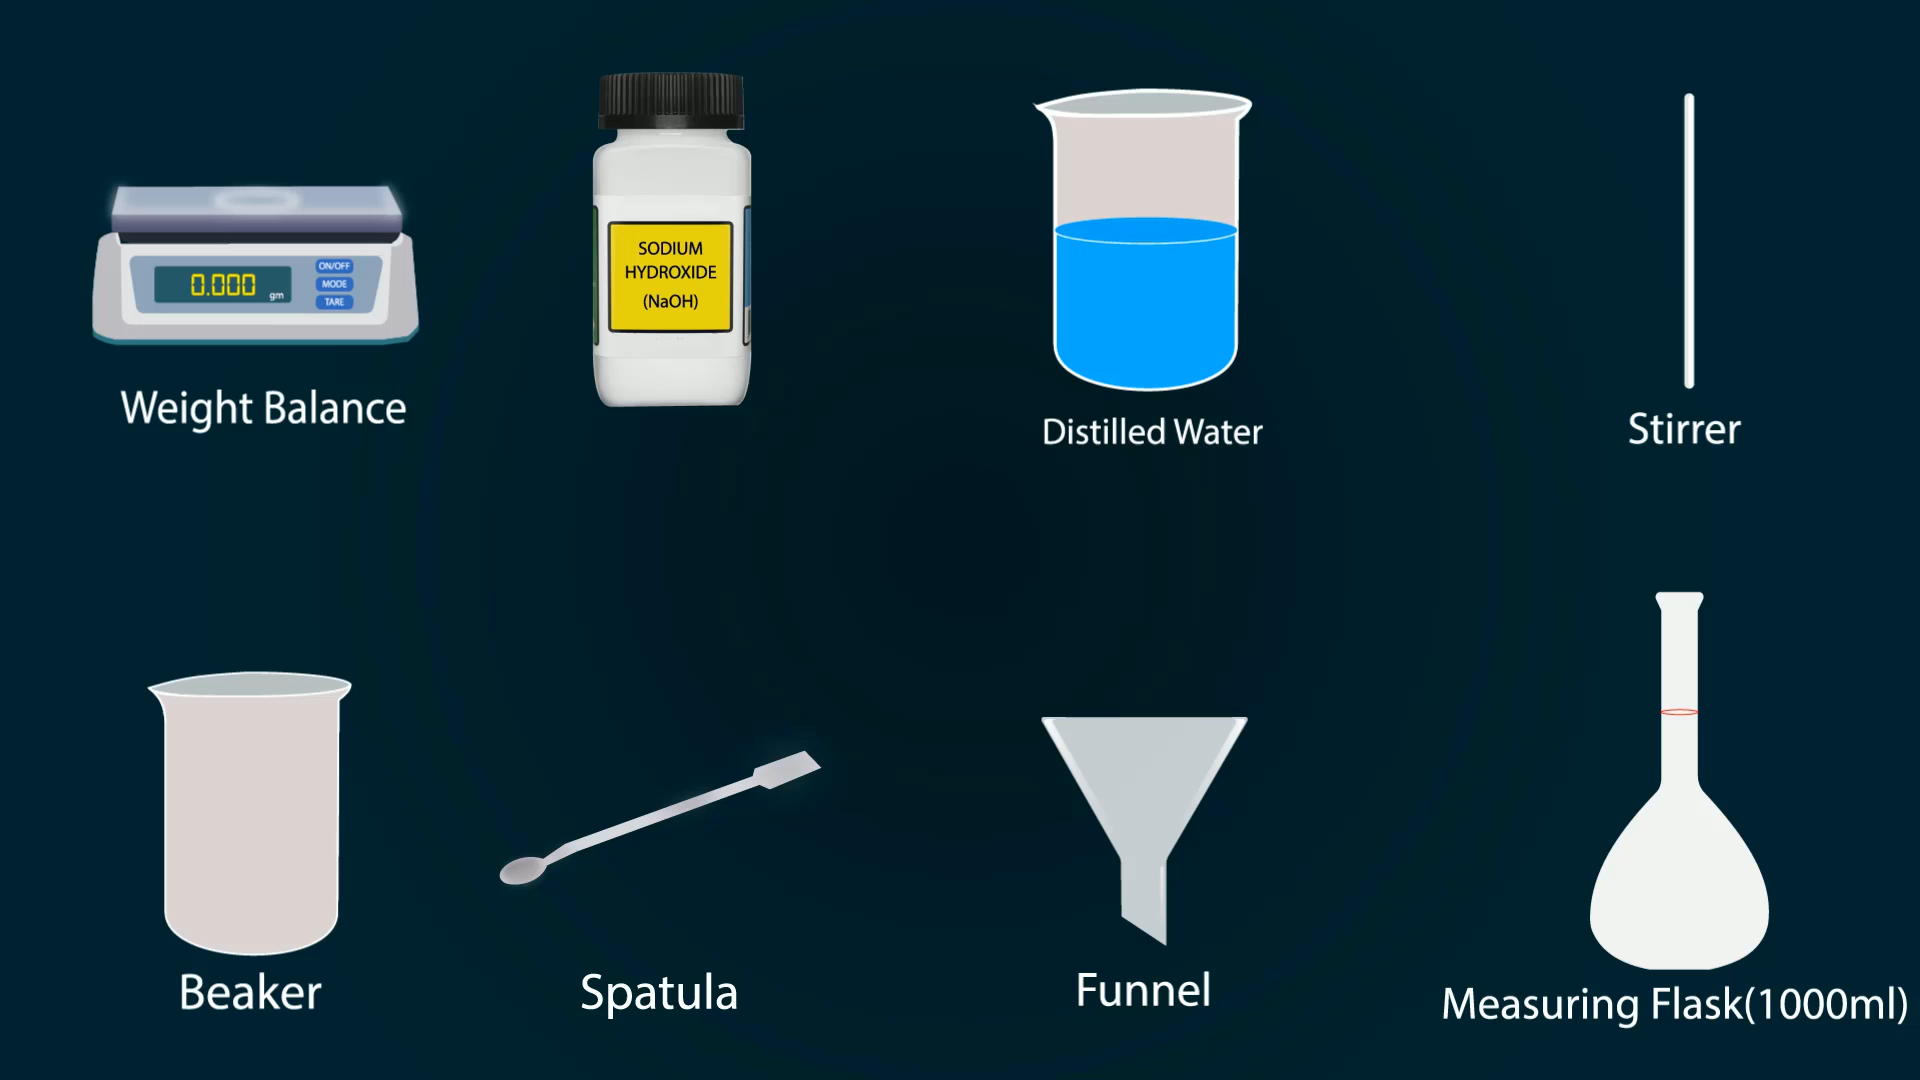 SODIUM
HYDROXIDE
(NaOH)
0.000
gm
ON/OFF
MODE
TARE
Weight Balance
Distilled Water
Stirrer
Beaker
Spatula
Funnel
Measuring Flask(1000ml)